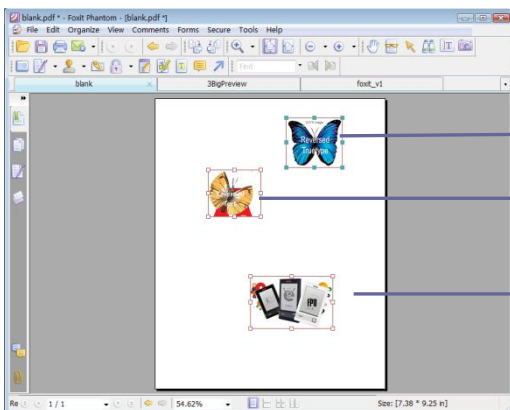 blank.pdf * - Foxit Phantom - [blank.pdf *]
File Edit Organize View Comments Forms Secure Tools Help
Find
blank
3BigPreview
foxit_v1
Reversed
TrueType
1 / 1
54.62%
Size: [7.38 * 9.25 in]